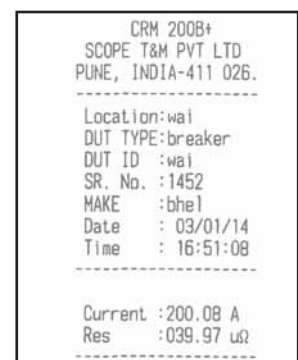 CRM 200B+
SCOPE T&M PVT LTD
PUNE, INDIA-411 026.
--------------------
Location:wai
DUT TYPE:breaker
DUT ID :wai
SR. No. :1452
MAKE :bhel
Date : 03/01/14
Time : 16:51:08
--------------------
Current :200.08 A
Res :039.97 uΩ
--------------------